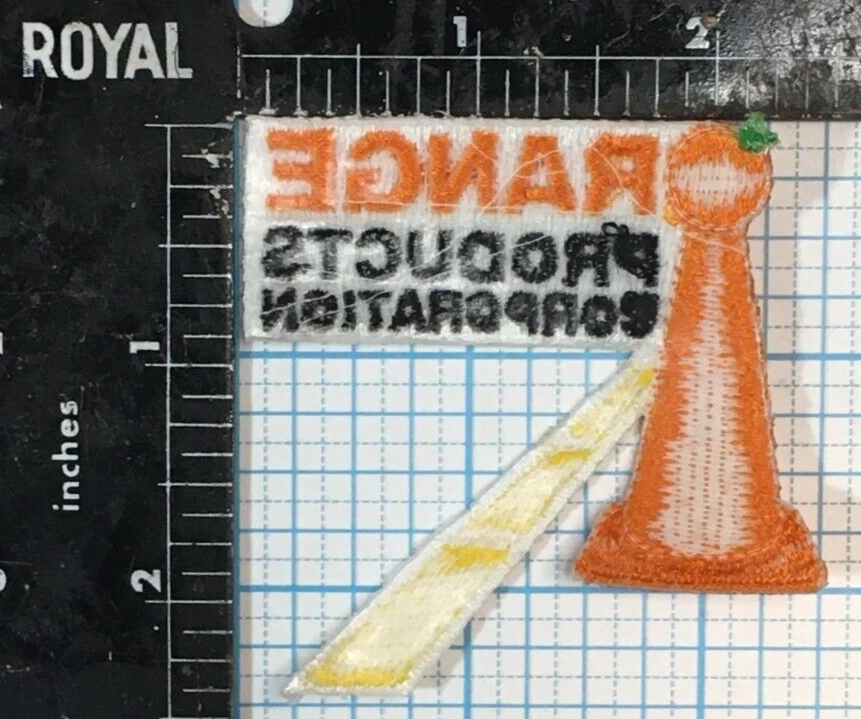 ROYAL
1 2
ORANGE
PRODUCTS
CORPORATION
1
inches
2